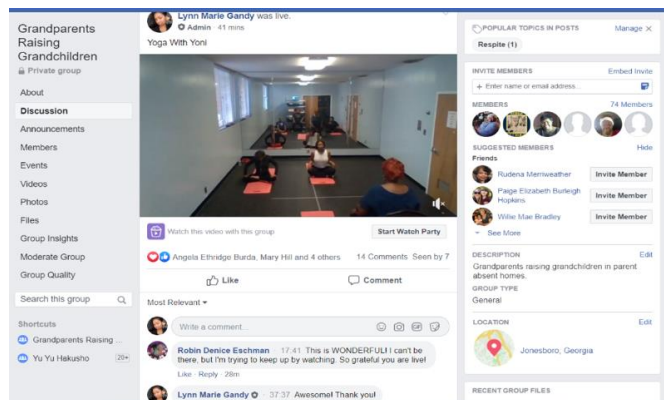 Grandparents
Raising
Grandchildren
Private group
About
Discussion
Announcements
Members
Events
Videos
Photos
Files
Group Insights
Moderate Group
Group Quality
Search this group
Shortcuts
Grandparents Raising ...
Yu Yu Hakusho 20+
Lynn Marie Gandy was live.
Admin · 41 mins
Yoga With Yoni
Watch this video with this group
Start Watch Party
Angela Ethridge Burda, Mary Hill and 4 others 14 Comments Seen by 7
Like Comment
Most Relevant
Write a comment...
GIF
Robin Denice Eschman · 17:41 This is WONDERFUL! I can't be
there, but I'm trying to keep up by watching. So grateful you are live!
Like · Reply · 28m
Lynn Marie Gandy · 37:37 Awesome! Thank you!
POPULAR TOPICS IN POSTS Manage
Respite (1)
INVITE MEMBERS Embed Invite
+ Enter name or email address...
MEMBERS 74 Members
SUGGESTED MEMBERS Hide
Friends
Rudena Merriweather Invite Member
Paige Elizabeth Burleigh
Hopkins Invite Member
Willie Mae Bradley Invite Member
See More
DESCRIPTION Edit
Grandparents raising grandchildren in parent
absent homes.
GROUP TYPE
General
LOCATION Edit
Jonesboro, Georgia
RECENT GROUP FILES